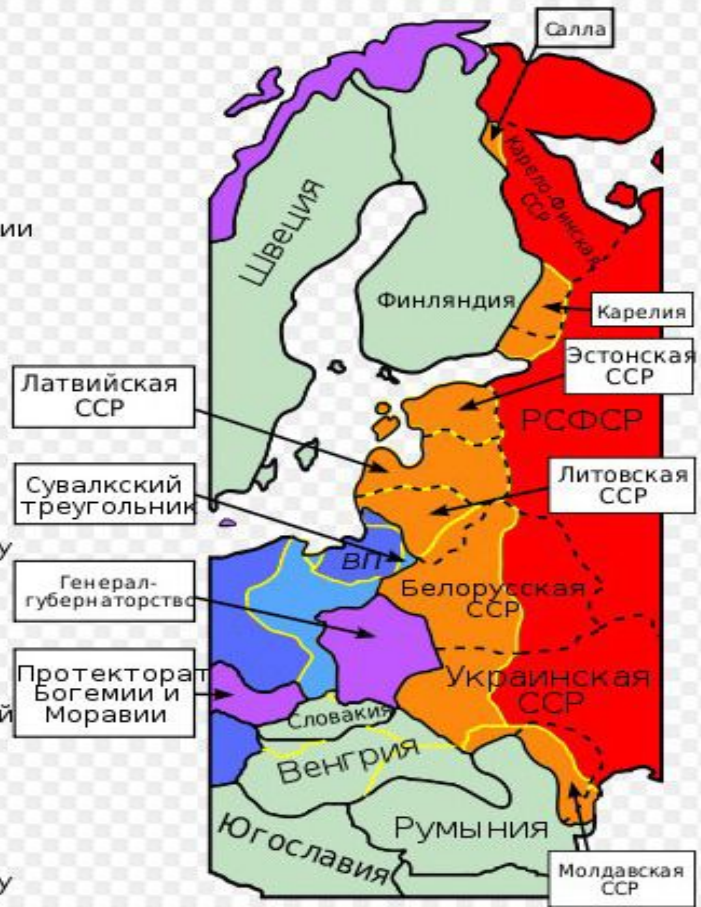 Салла
Карело-Финская
ССР
ии
Швеция
Финляндия
Карелия
Эстонская
ССР
Латвийская
ССР
РСФСР
Сувалкский
треугольник
Литовская
ССР
у
ВП
Генерал-
губернаторство
Белорусская
ССР
Протекторат
Богемии и
Моравии
й
Украинская
ССР
Словакия
Венгрия
Югославия
Румыния
Молдавская
ССР
у